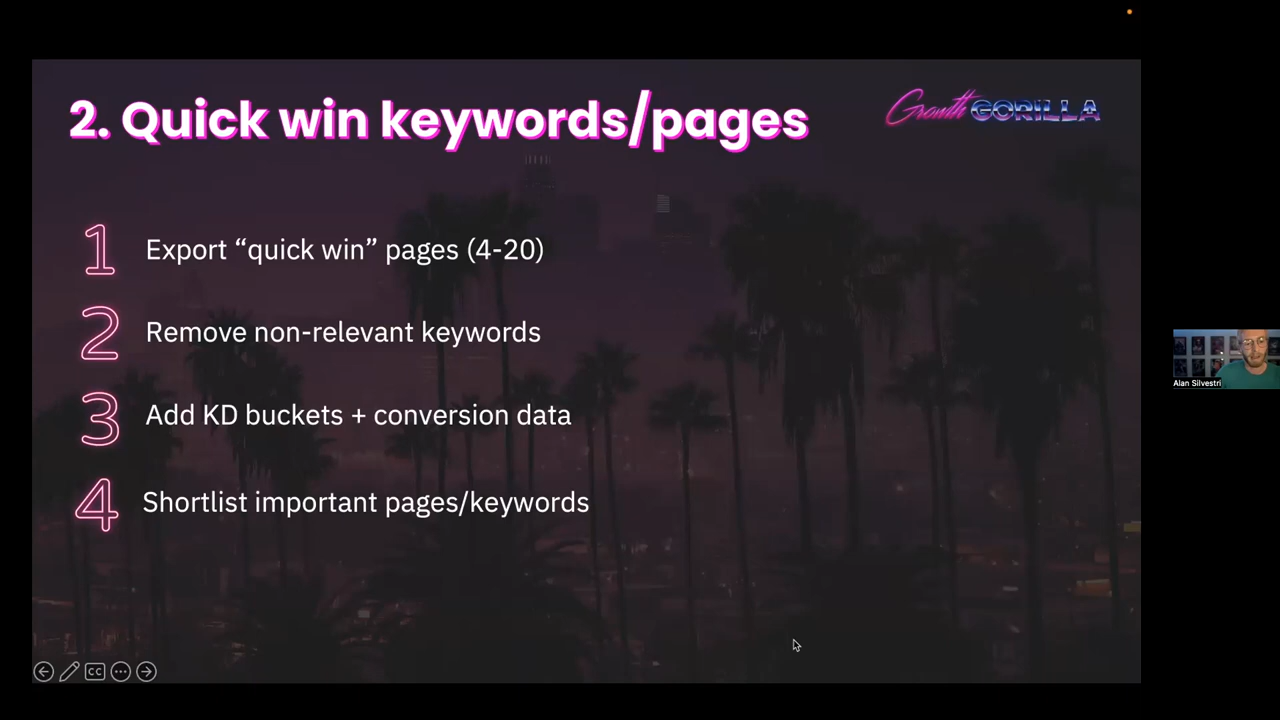 2. Quick win keywords/pages
Growth GORILLA
1 Export “quick win” pages (4-20)
2 Remove non-relevant keywords
3 Add KD buckets + conversion data
4 Shortlist important pages/keywords
Alan Silvestri
CC